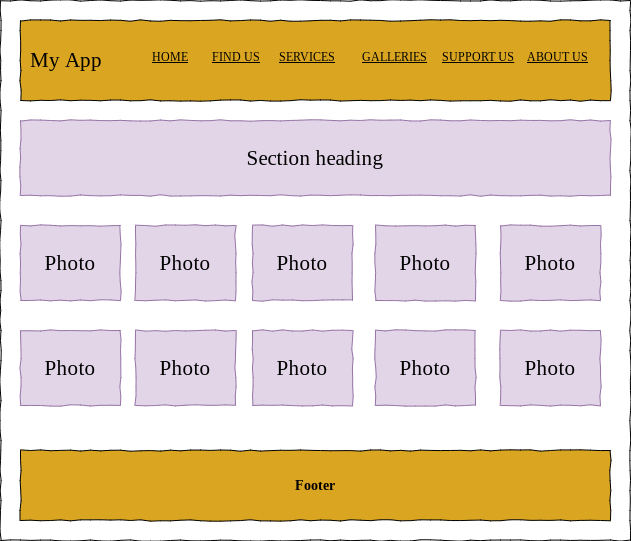 My App HOME FIND US SERVICES GALLERIES SUPPORT US ABOUT US
Section heading
Photo Photo Photo Photo Photo
Photo Photo Photo Photo Photo
Footer